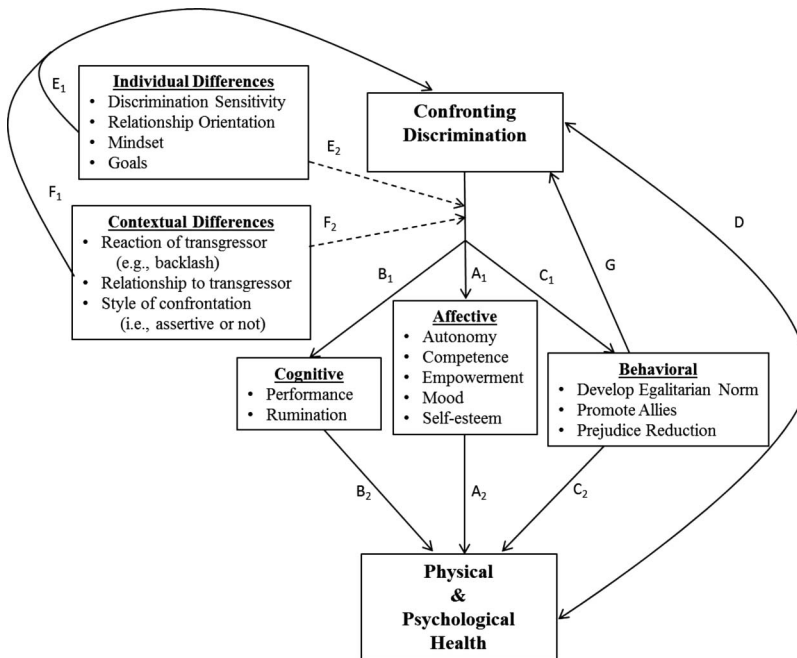 E1
Individual Differences
• Discrimination Sensitivity
• Relationship Orientation
• Mindset
• Goals
Confronting
Discrimination
E2
F1
F2
Contextual Differences
• Reaction of transgressor
(e.g., backlash)
• Relationship to transgressor
• Style of confrontation
(i.e., assertive or not)
D
G
B1
A1
C1
Cognitive
• Performance
• Rumination
Affective
• Autonomy
• Competence
• Empowerment
• Mood
• Self-esteem
Behavioral
• Develop Egalitarian Norm
• Promote Allies
• Prejudice Reduction
B2
A2
C2
Physical
&
Psychological
Health